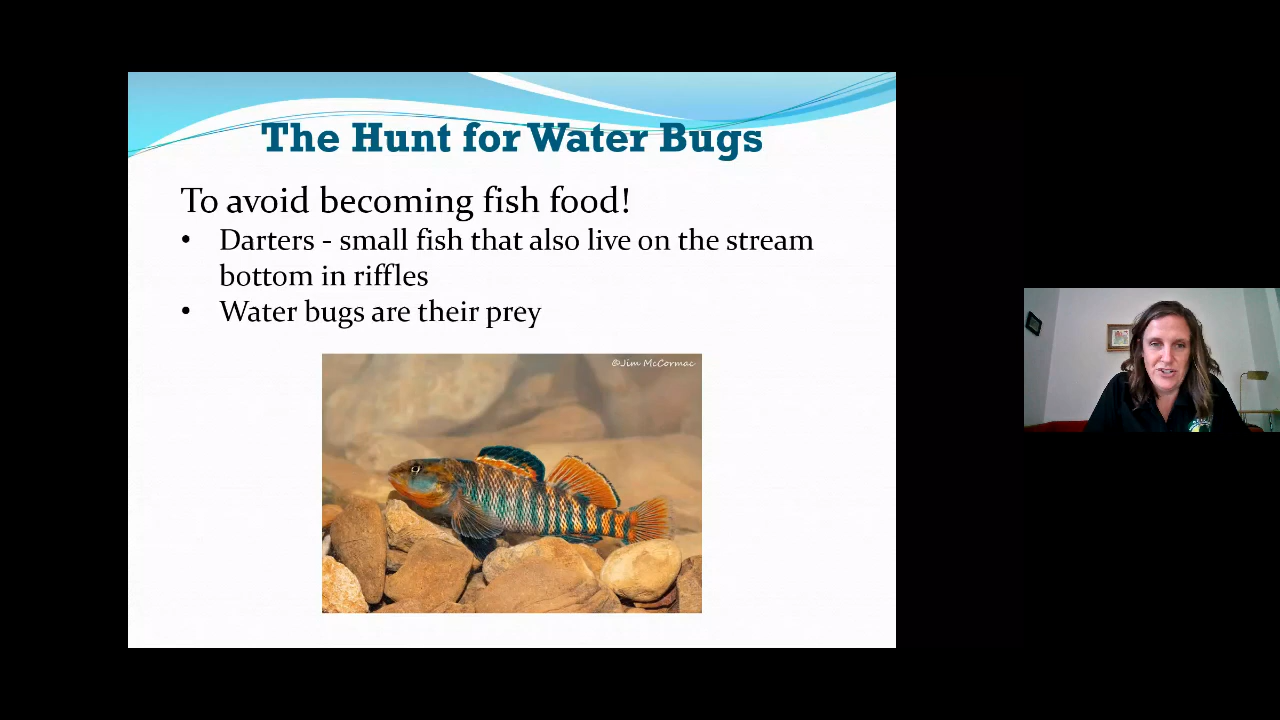 The Hunt for Water Bugs
To avoid becoming fish food!
• Darters - small fish that also live on the stream
bottom in riffles
• Water bugs are their prey
©Jim McCormac